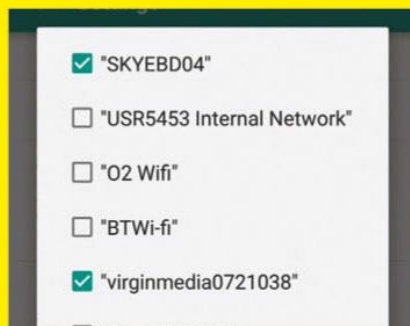 "SKYEBD04"
"USR5453 Internal Network"
"O2 Wifi"
"BTWi-fi"
"virginmedia0721038"